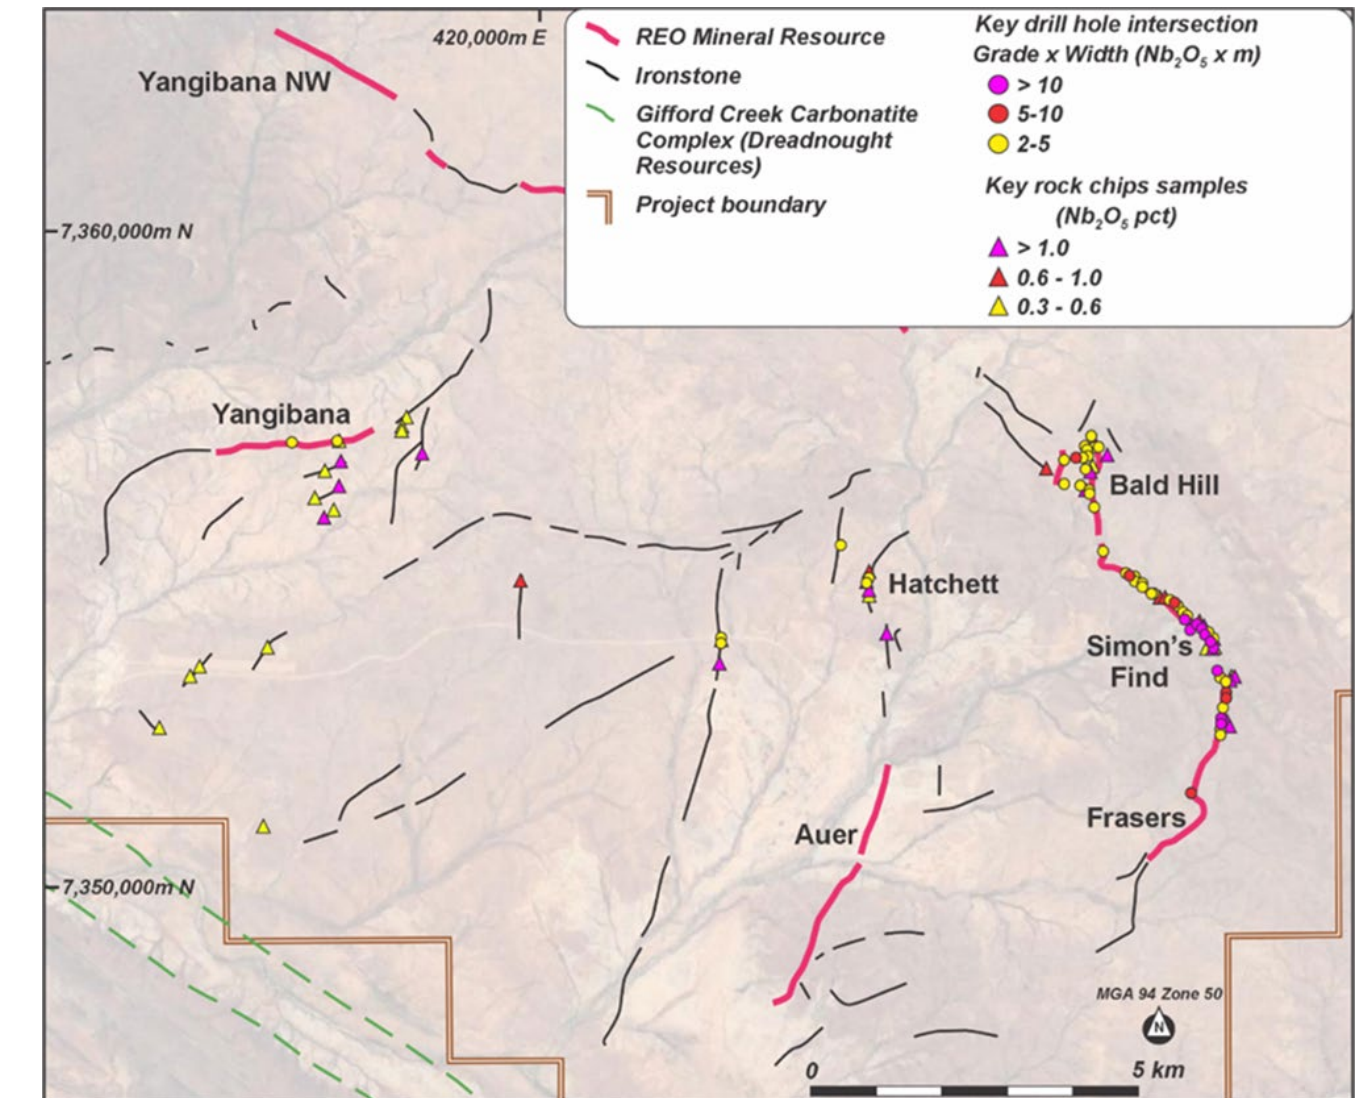 420,000m E
Yangibana NW
REO Mineral Resource
Ironstone
Gifford Creek Carbonatite
Complex (Dreadnought
Resources)
Project boundary
Key drill hole intersection
Grade x Width (Nb₂O₅ x m)
> 10
5-10
2-5
Key rock chips samples
(Nb₂O₅ pct)
> 1.0
0.6 - 1.0
0.3 - 0.6
7,360,000m N
Yangibana
Bald Hill
Hatchett
Simon's
Find
Frasers
Auer
7,350,000m N
MGA 94 Zone 50
N
0
5 km